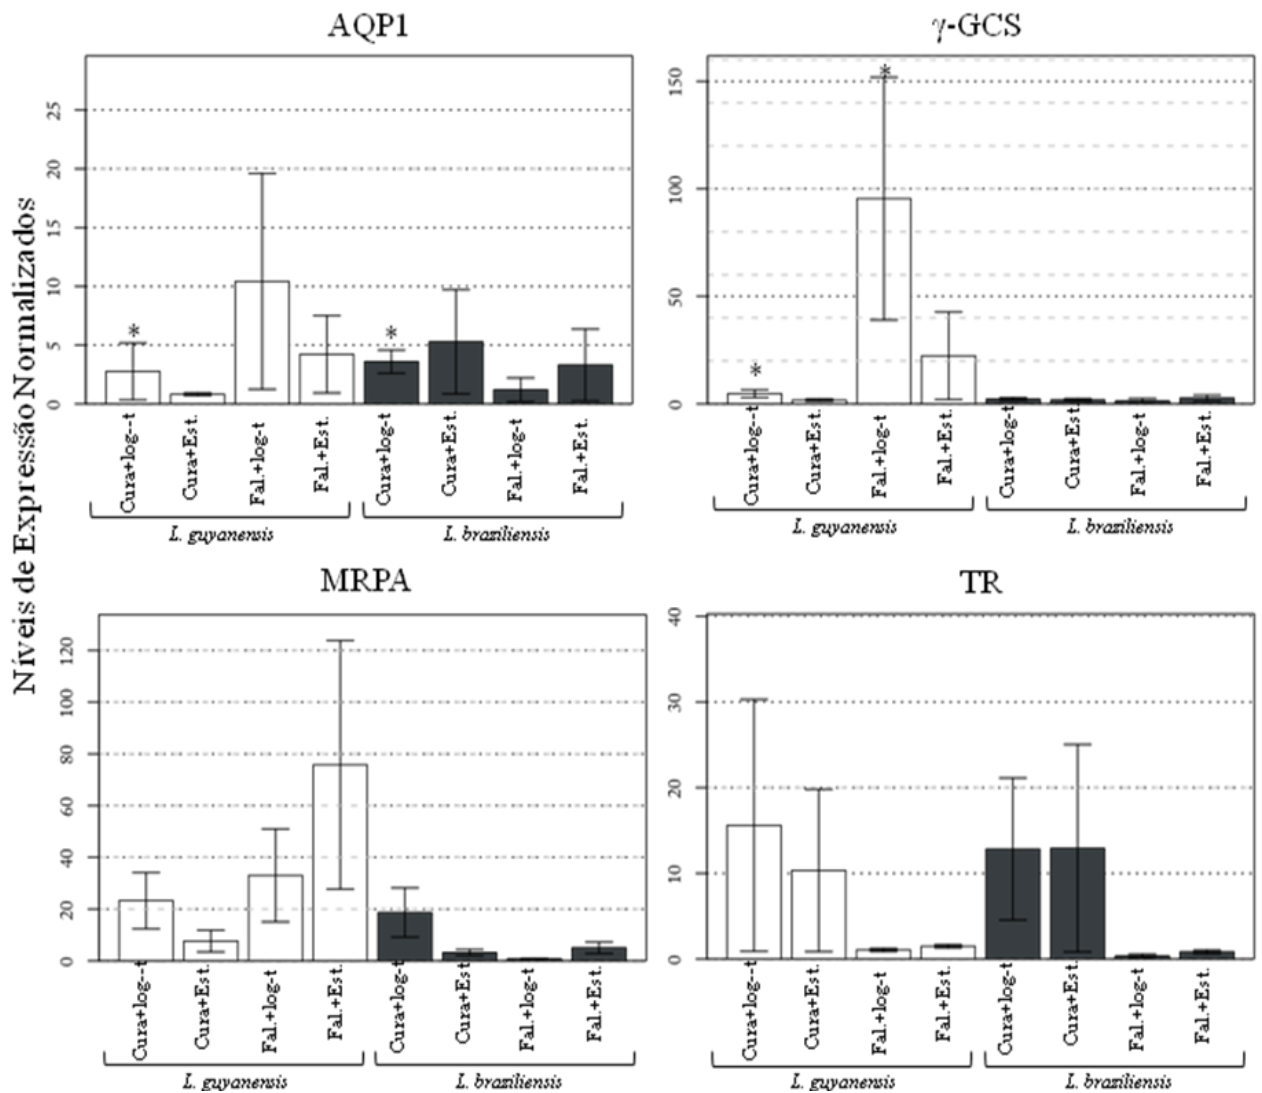 AQP1
γ-GCS
Níveis de Expressão Normalizados
0 5 10 15 20 25
*
*
Cura+log--t
Cura+Est.
Fal.+log-t
Fal.+Est.
Cura+log-t
Cura+Est.
Fal.+log-t
Fal.+Est.
L. guyanensis
L. braziliensis
0 50 100 150
*
*
Cura+log--t
Cura+Est.
Fal.+log-t
Fal.+Est.
Cura+log-t
Cura+Est.
Fal.+log-t
Fal.+Est.
L. guyanensis
L. braziliensis
MRPA
TR
0 20 40 60 80 100 120
Cura+log--t
Cura+Est.
Fal.+log-t
Fal.+Est.
Cura+log-t
Cura+Est.
Fal.+log-t
Fal.+Est.
L. guyanensis
L. braziliensis
0 10 20 30 40
Cura+log--t
Cura+Est.
Fal.+log-t
Fal.+Est.
Cura+log-t
Cura+Est.
Fal.+log-t
Fal.+Est.
L. guyanensis
L. braziliensis